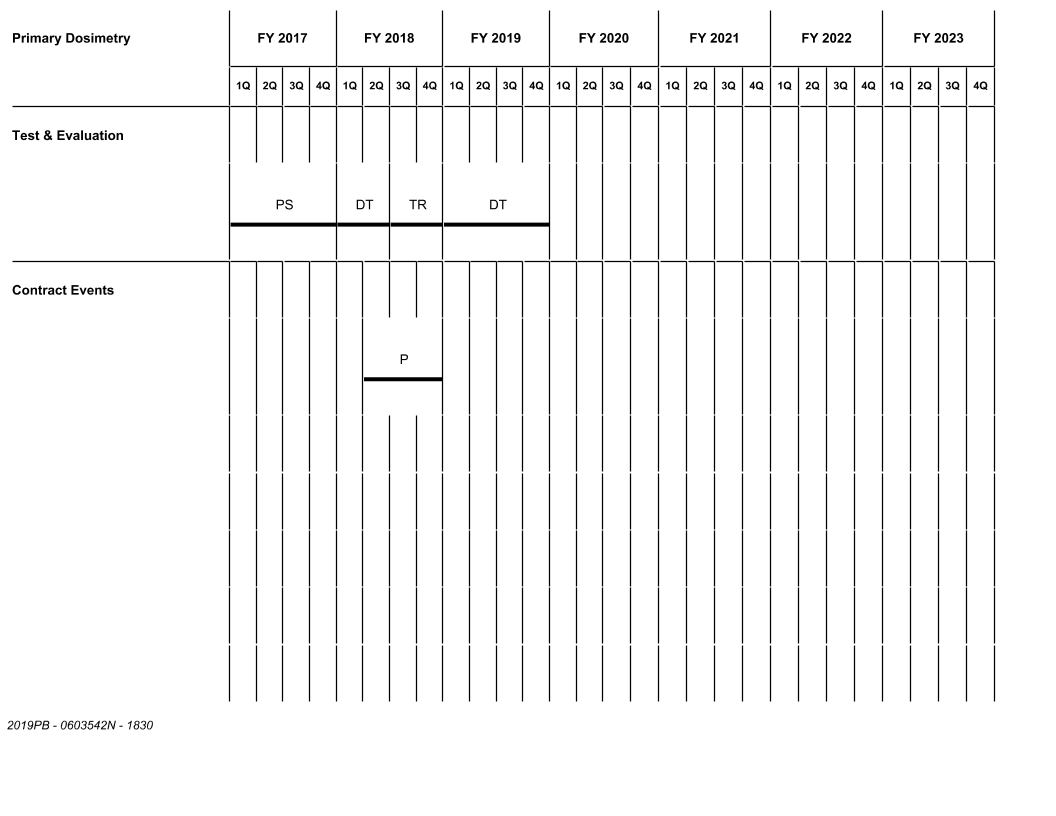 Primary Dosimetry FY 2017 FY 2018 FY 2019 FY 2020 FY 2021 FY 2022 FY 2023
1Q 2Q 3Q 4Q 1Q 2Q 3Q 4Q 1Q 2Q 3Q 4Q 1Q 2Q 3Q 4Q 1Q 2Q 3Q 4Q 1Q 2Q 3Q 4Q 1Q 2Q 3Q 4Q
Test & Evaluation
PS DT TR DT
Contract Events
P
2019PB - 0603542N - 1830